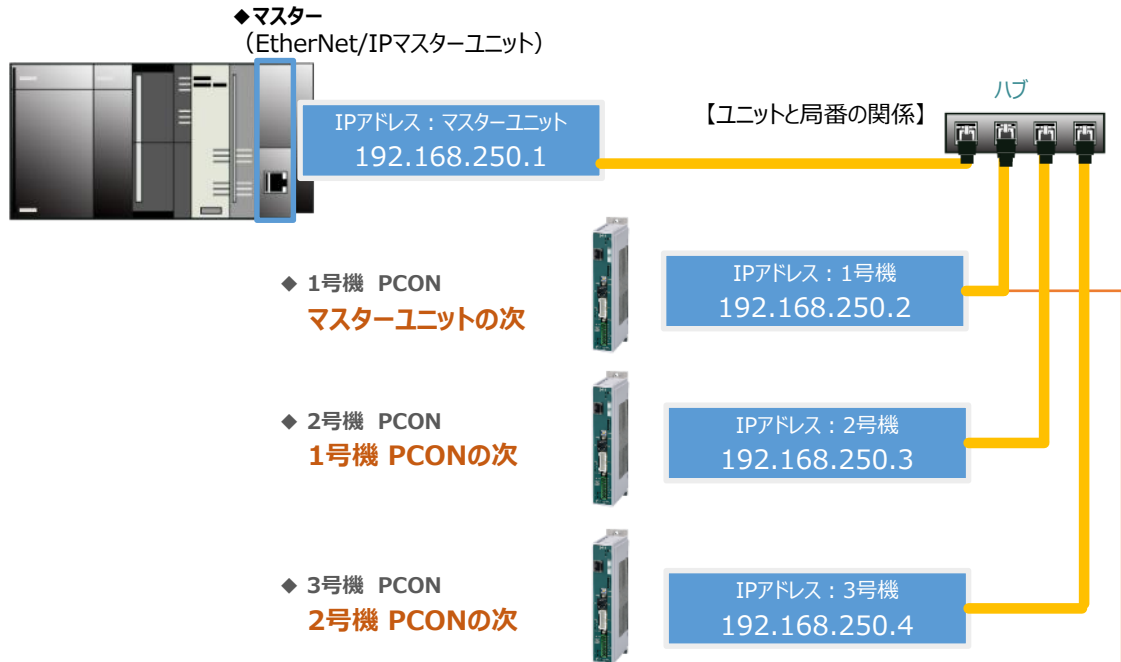 ◆マスター
（EtherNet/IPマスターユニット）
ハブ
【ユニットと局番の関係】
IPアドレス：マスターユニット
192.168.250.1
◆ 1号機 PCON
マスターユニットの次
IPアドレス：1号機
192.168.250.2
◆ 2号機 PCON
1号機 PCONの次
IPアドレス：2号機
192.168.250.3
◆ 3号機 PCON
2号機 PCONの次
IPアドレス：3号機
192.168.250.4